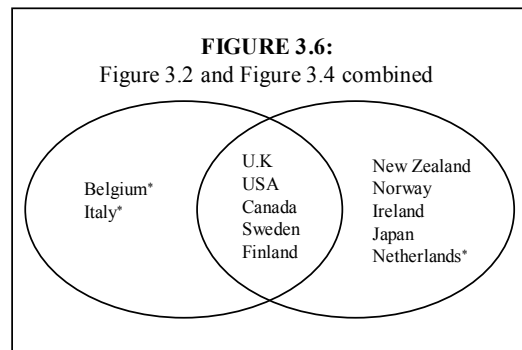 FIGURE 3.6:
Figure 3.2 and Figure 3.4 combined
Belgium*
Italy*
U.K
USA
Canada
Sweden
Finland
New Zealand
Norway
Ireland
Japan
Netherlands*